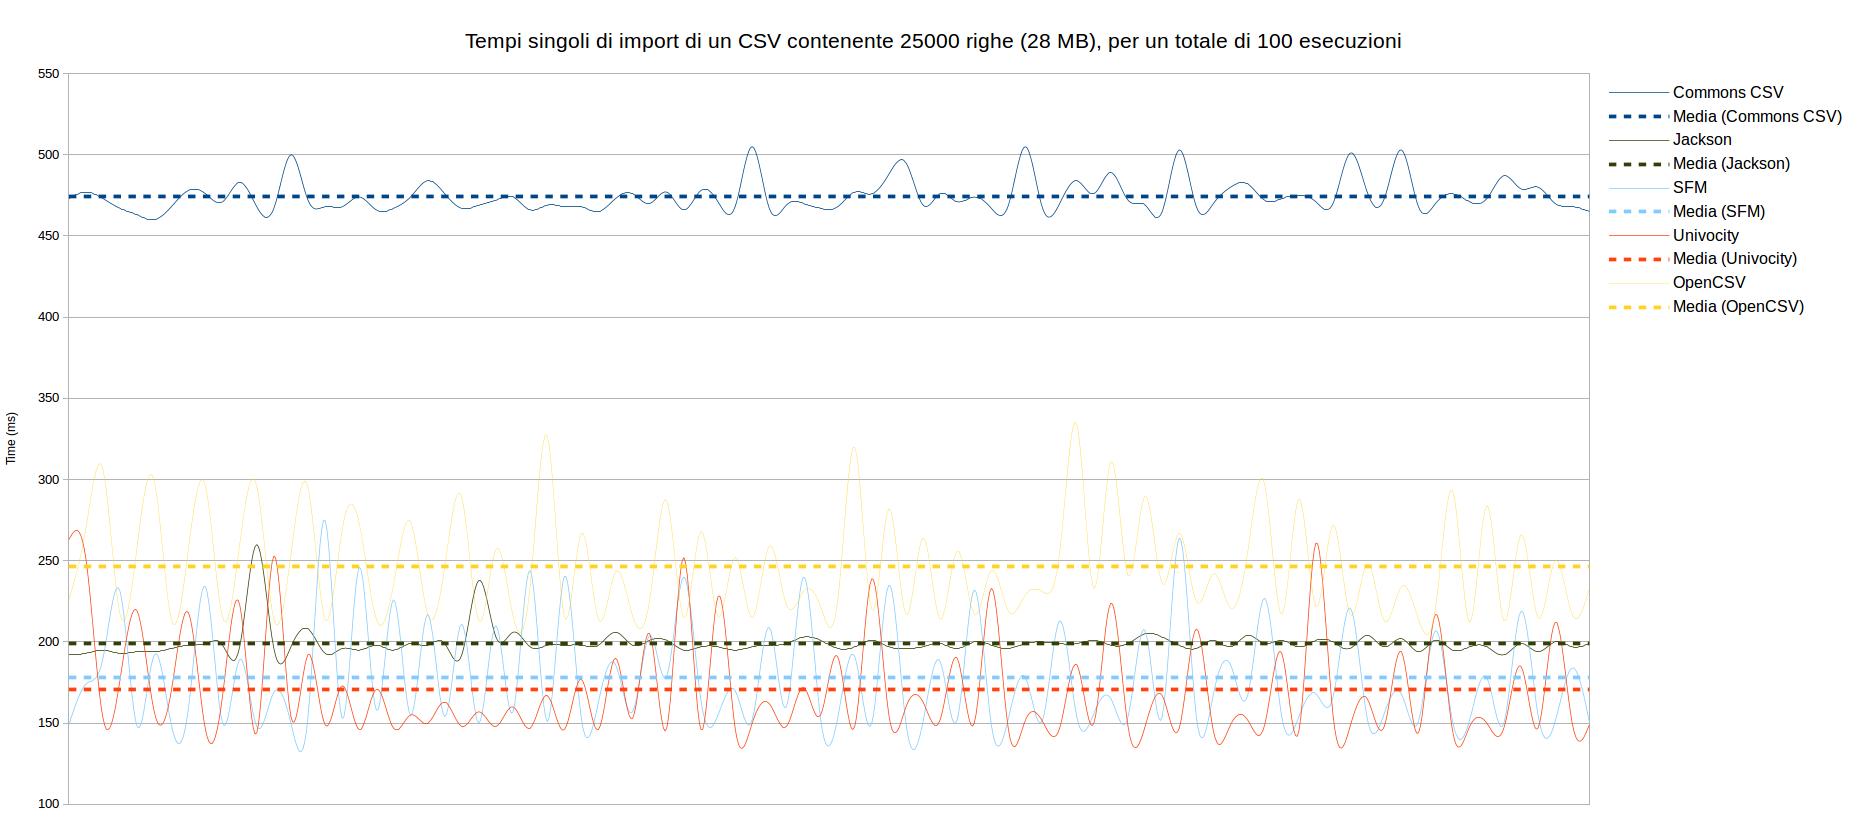 Tempi singoli di import di un CSV contenente 25000 righe (28 MB), per un totale di 100 esecuzioni
550
500
450
400
350
300
250
200
150
100
Time (ms)
Commons CSV
Media (Commons CSV)
Jackson
Media (Jackson)
SFM
Media (SFM)
Univocity
Media (Univocity)
OpenCSV
Media (OpenCSV)